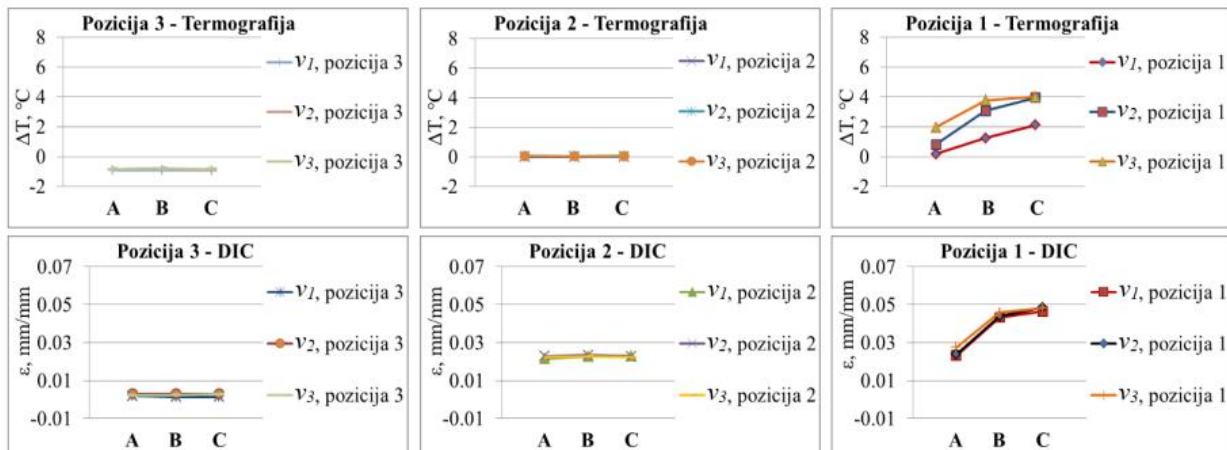 Pozicija 3 - Termografija
8
6
4
2
0
-2
ΔT, °C
A B C
v1, pozicija 3
v2, pozicija 3
v3, pozicija 3
Pozicija 2 - Termografija
8
6
4
2
0
-2
ΔT, °C
A B C
v1, pozicija 2
v2, pozicija 2
v3, pozicija 2
Pozicija 1 - Termografija
8
6
4
2
0
-2
ΔT, °C
A B C
v1, pozicija 1
v2, pozicija 1
v3, pozicija 1
Pozicija 3 - DIC
0.07
0.05
0.03
0.01
-0.01
ε, mm/mm
A B C
v1, pozicija 3
v2, pozicija 3
v3, pozicija 3
Pozicija 2 - DIC
0.07
0.05
0.03
0.01
-0.01
ε, mm/mm
A B C
v1, pozicija 2
v2, pozicija 2
v3, pozicija 2
Pozicija 1 - DIC
0.07
0.05
0.03
0.01
-0.01
ε, mm/mm
A B C
v1, pozicija 1
v2, pozicija 1
v3, pozicija 1